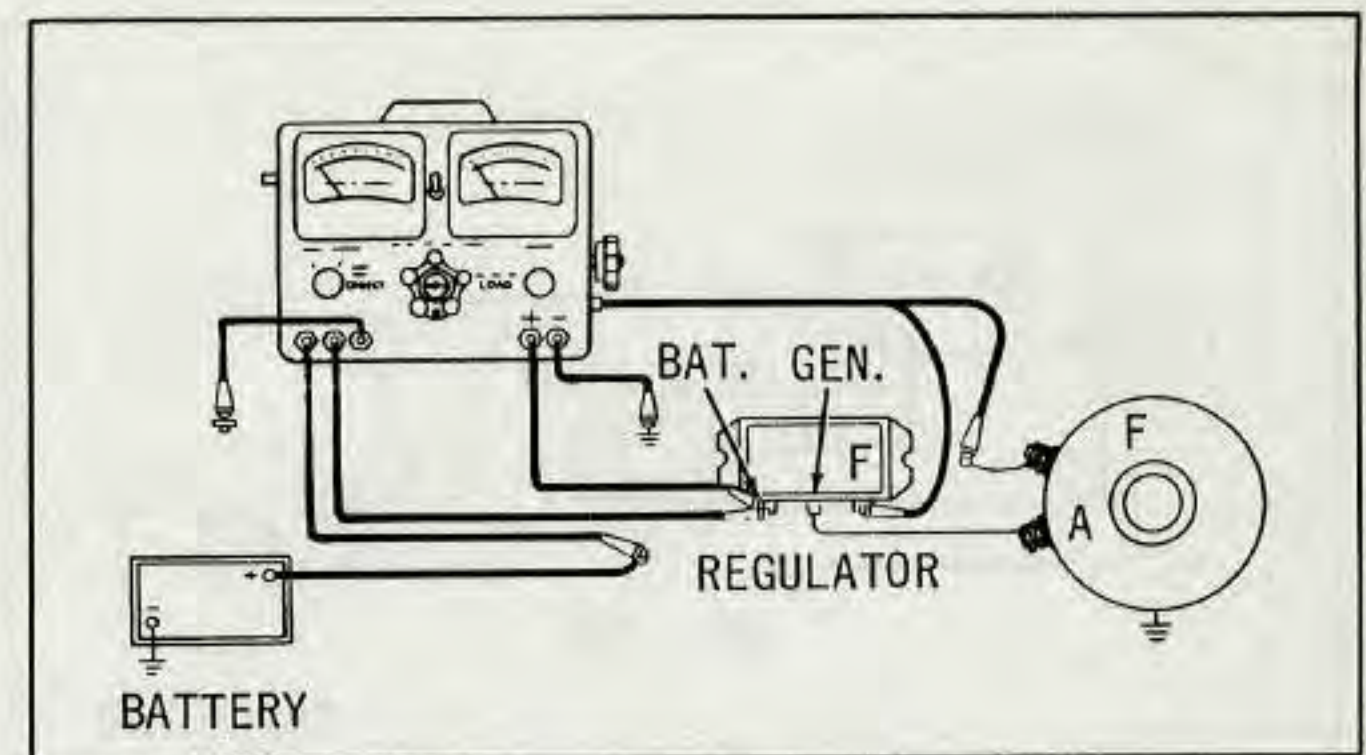 LOAD
+ −
BAT. GEN.
F
F
A
REGULATOR
+
−
BATTERY